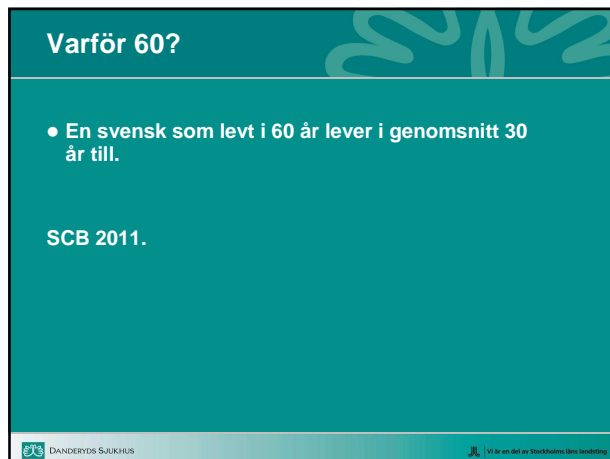 Varför 60?
● En svensk som levt i 60 år lever i genomsnitt 30
år till.
SCB 2011.
DANDERYDS SJUKHUS
Vi är en del av Stockholms läns landsting